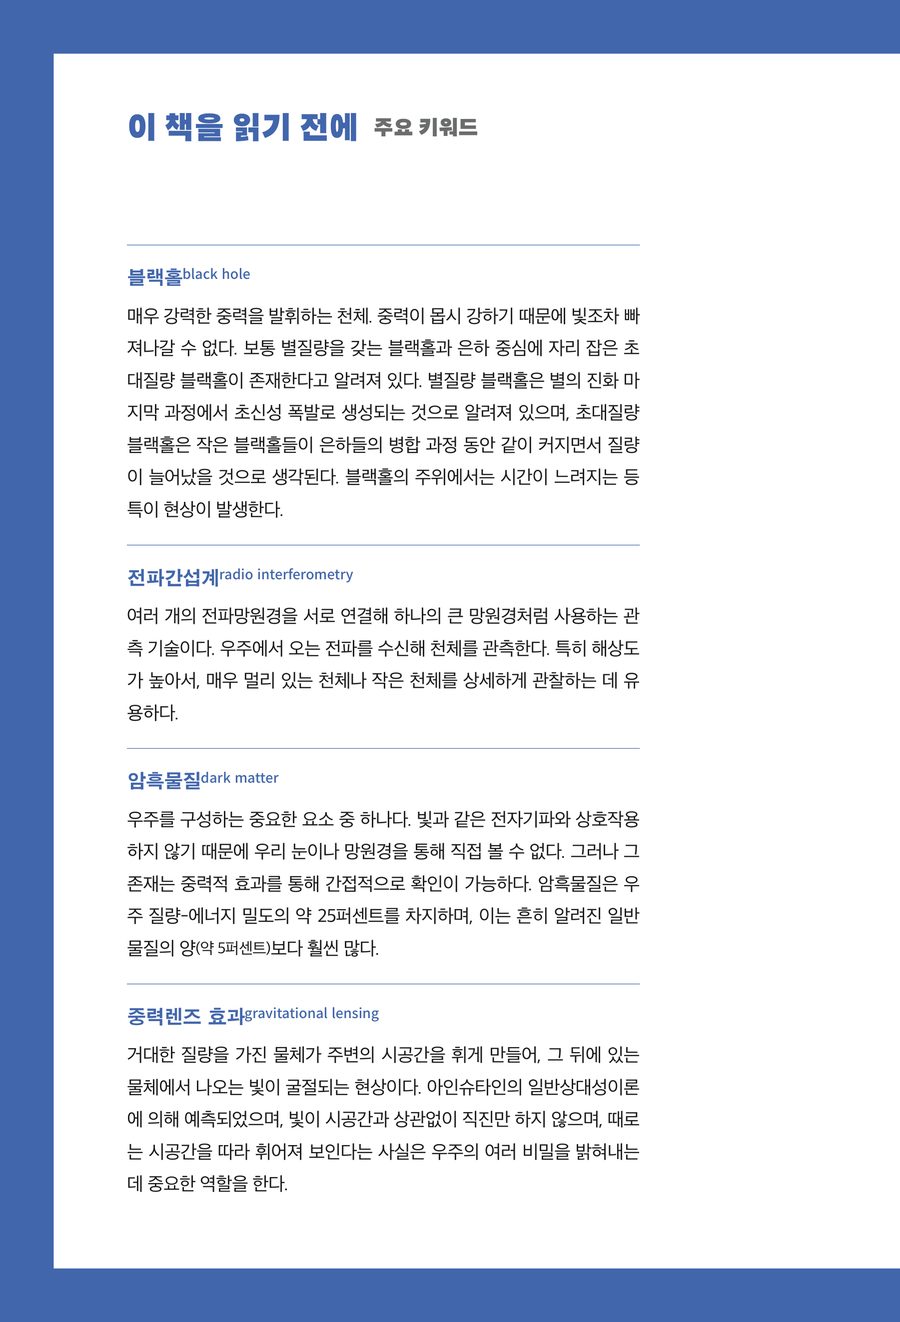 이 책을 읽기 전에 주요 키워드
블랙홀black hole
매우 강력한 중력을 발휘하는 천체. 중력이 몹시 강하기 때문에 빛조차 빠
져나갈 수 없다. 보통 별질량을 갖는 블랙홀과 은하 중심에 자리 잡은 초
대질량 블랙홀이 존재한다고 알려져 있다. 별질량 블랙홀은 별의 진화 마
지막 과정에서 초신성 폭발로 생성되는 것으로 알려져 있으며, 초대질량
블랙홀은 작은 블랙홀들이 은하들의 병합 과정 동안 같이 커지면서 질량
이 늘어났을 것으로 생각된다. 블랙홀의 주위에서는 시간이 느려지는 등
특이 현상이 발생한다.
전파간섭계radio interferometry
여러 개의 전파망원경을 서로 연결해 하나의 큰 망원경처럼 사용하는 관
측 기술이다. 우주에서 오는 전파를 수신해 천체를 관측한다. 특히 해상도
가 높아서, 매우 멀리 있는 천체나 작은 천체를 상세하게 관찰하는 데 유
용하다.
암흑물질dark matter
우주를 구성하는 중요한 요소 중 하나다. 빛과 같은 전자기파와 상호작용
하지 않기 때문에 우리 눈이나 망원경을 통해 직접 볼 수 없다. 그러나 그
존재는 중력적 효과를 통해 간접적으로 확인이 가능하다. 암흑물질은 우
주 질량-에너지 밀도의 약 25퍼센트를 차지하며, 이는 흔히 알려진 일반
물질의 양(약 5퍼센트)보다 훨씬 많다.
중력렌즈 효과gravitational lensing
거대한 질량을 가진 물체가 주변의 시공간을 휘게 만들어, 그 뒤에 있는
물체에서 나오는 빛이 굴절되는 현상이다. 아인슈타인의 일반상대성이론
에 의해 예측되었으며, 빛이 시공간과 상관없이 직진만 하지 않으며, 때로
는 시공간을 따라 휘어져 보인다는 사실은 우주의 여러 비밀을 밝혀내는
데 중요한 역할을 한다.